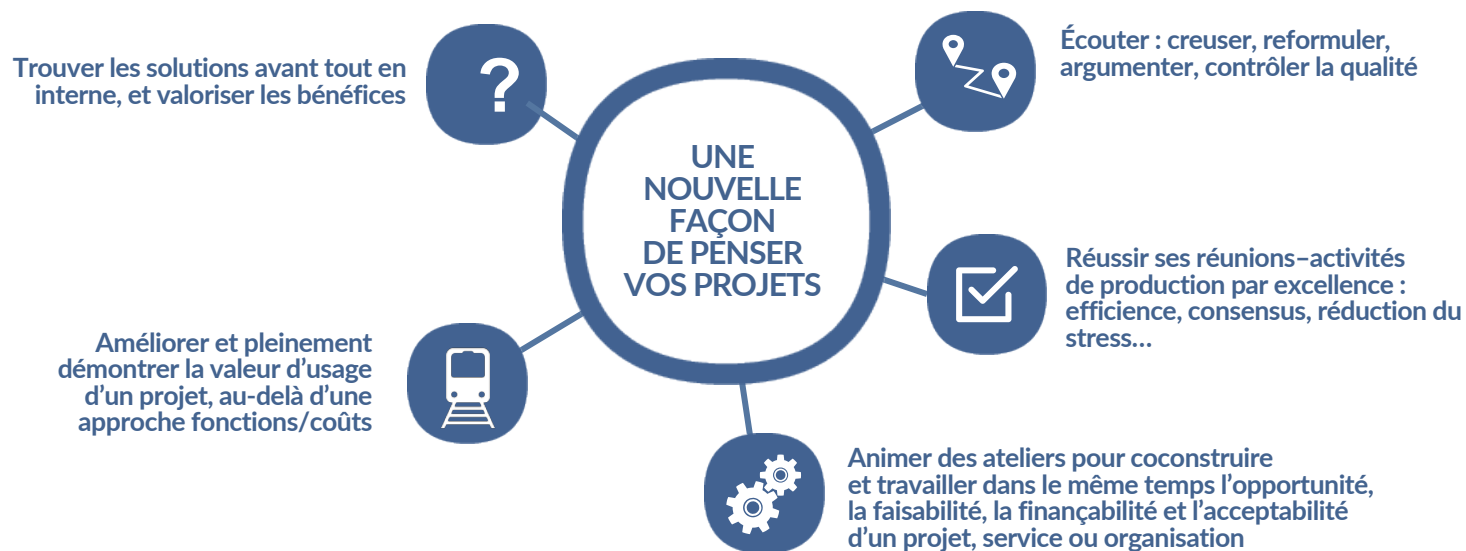 Trouver les solutions avant tout en
interne, et valoriser les bénéfices
?
Écouter : creuser, reformuler,
argumenter, contrôler la qualité
UNE
NOUVELLE
FAÇON
DE PENSER
VOS PROJETS
Réussir ses réunions–activités
de production par excellence :
efficience, consensus, réduction du
stress...
Améliorer et pleinement
démontrer la valeur d’usage
d’un projet, au-delà d’une
approche fonctions/coûts
Animer des ateliers pour coconstruire
et travailler dans le même temps l’opportunité,
la faisabilité, la finançabilité et l’acceptabilité
d’un projet, service ou organisation